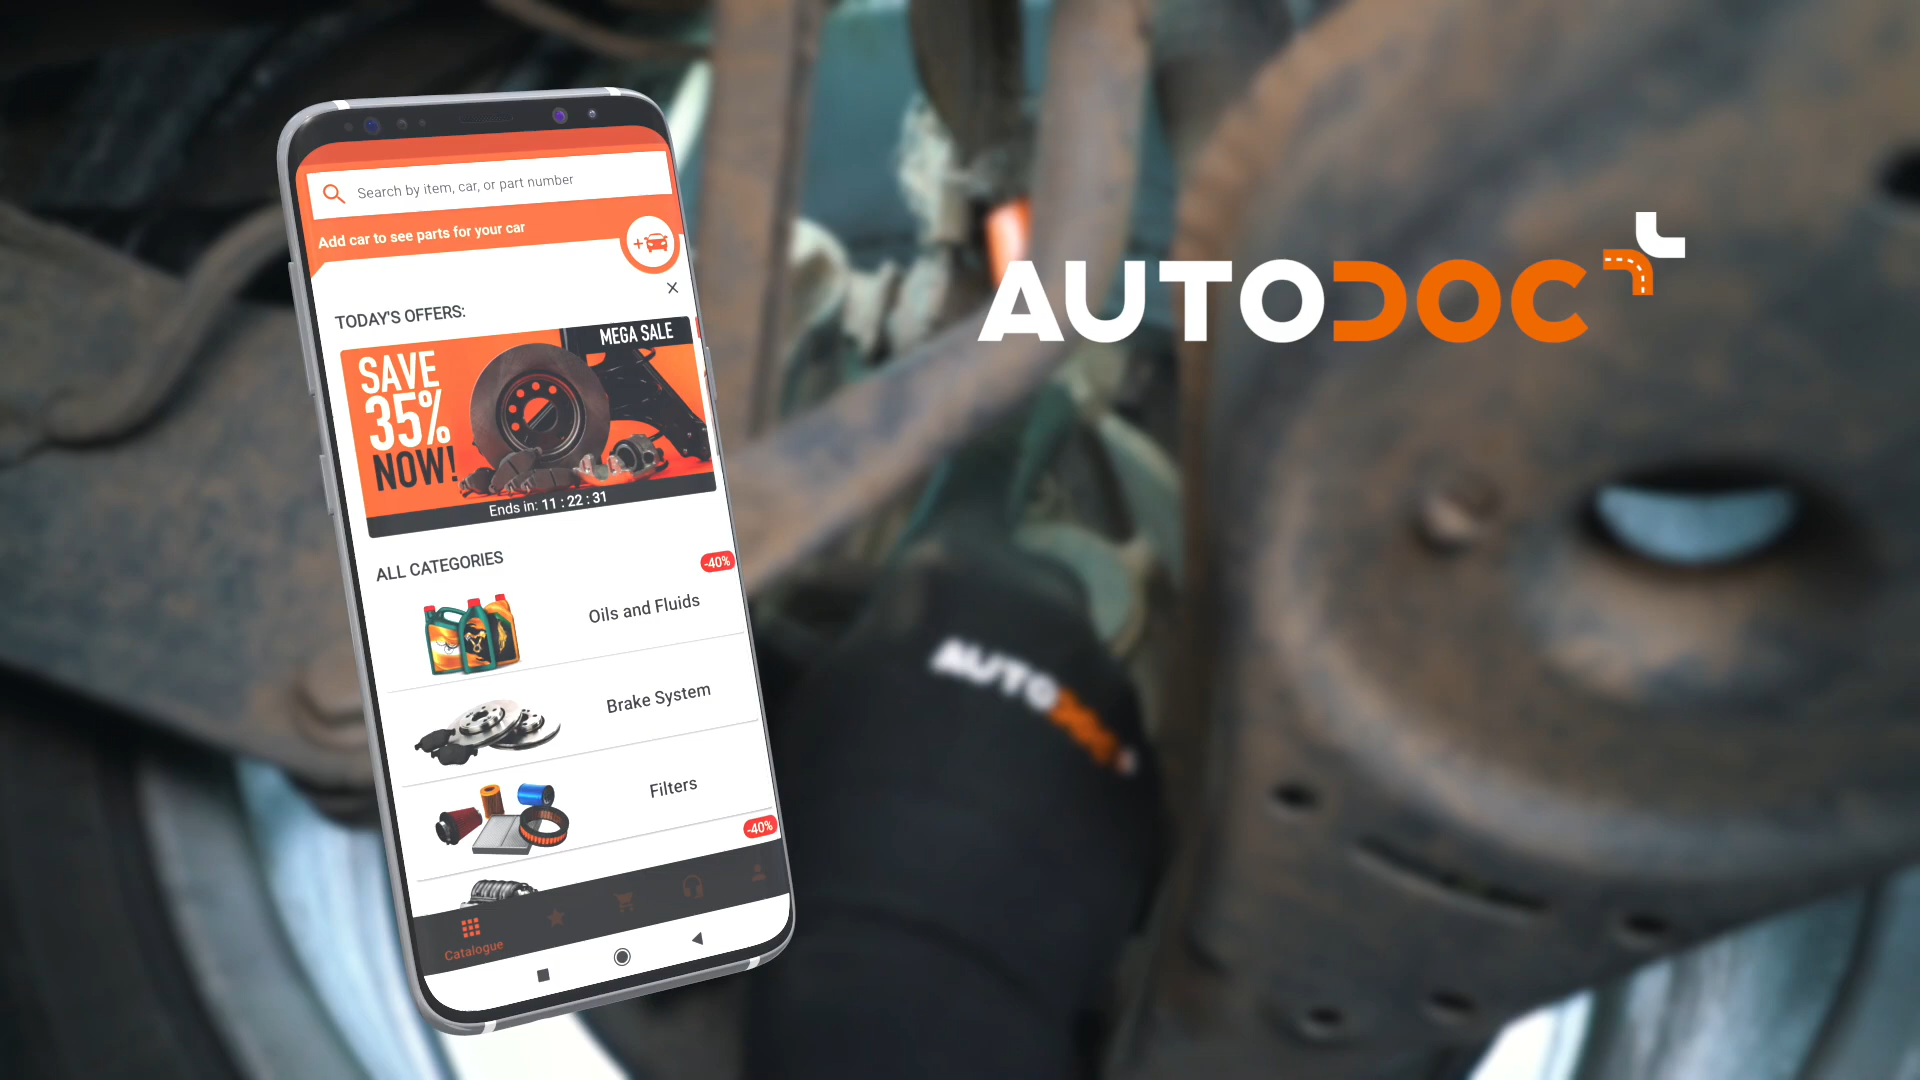 Search by item, car, or part number
Add car to see parts for your car
TODAY'S OFFERS:
MEGA SALE
SAVE
35%
NOW!
Ends in: 11 : 22 : 31
ALL CATEGORIES
-40%
Oils and Fluids
Brake System
Filters
-40%
Catalogue
AUTODOC
AUTODOC